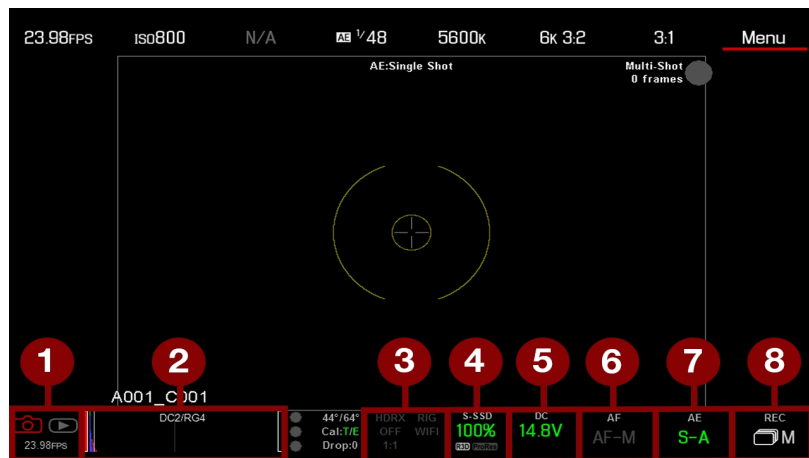 23.98FPS ISO800 N/A AE 1/48 5600K 6K 3:2 3:1 Menu
AE:Single Shot
Multi-Shot
0 frames
1 2 3 4 5 6 7 8
A001_C001
23.98FPS
DC2/RG4
44°/64°
Cal:T/E
Drop:0
HDRX RIG
OFF WIFI
1:1
S-SSD
100%
R3D ProRes
DC
14.8V
AF
AF-M
AE
S-A
REC
M